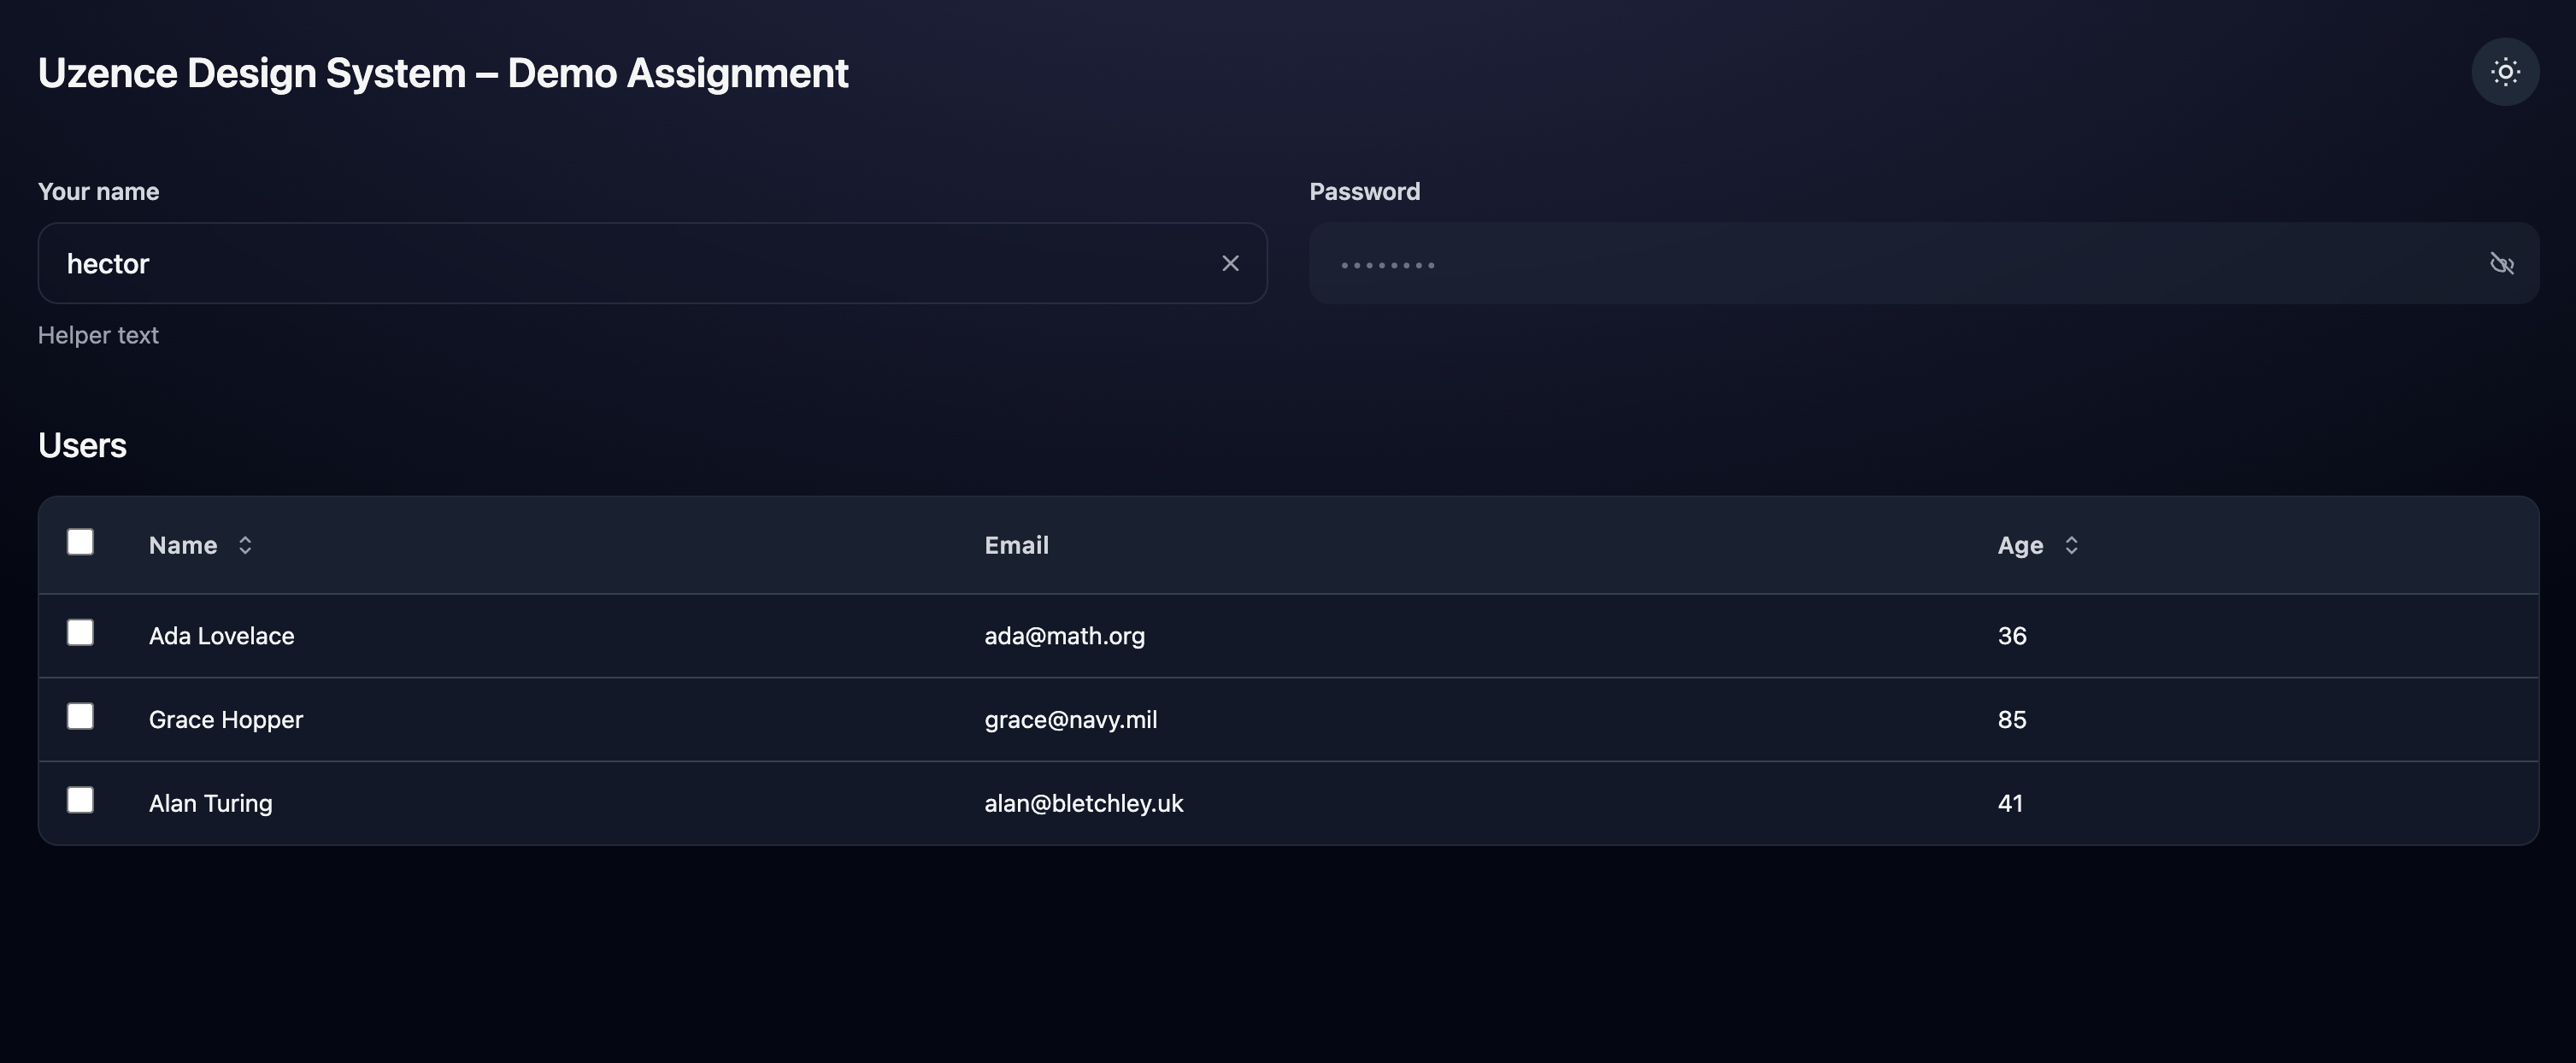 Uzence Design System – Demo Assignment
Your name
Password
hector
••••••••
Helper text
Users
Name Email Age
Ada Lovelace ada@math.org 36
Grace Hopper grace@navy.mil 85
Alan Turing alan@bletchley.uk 41